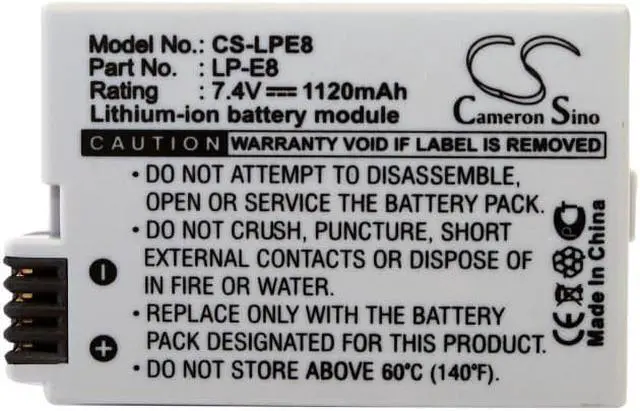 Model No.: CS-LPE8
Part No. : LP-E8
Rating : 7.4V 1120mAh
Lithium-ion battery module
CS
Cameron Sino
CAUTION WARRANTY VOID IF LABEL IS REMOVED
• DO NOT ATTEMPT TO DISASSEMBLE,
OPEN OR SERVICE THE BATTERY PACK.
• DO NOT CRUSH, PUNCTURE, SHORT
EXTERNAL CONTACTS OR DISPOSE OF
IN FIRE OR WATER.
• REPLACE ONLY WITH THE BATTERY
PACK DESIGNATED FOR THIS PRODUCT.
• DO NOT STORE ABOVE 60°C (140°F).
- 
+
CE
Made in China